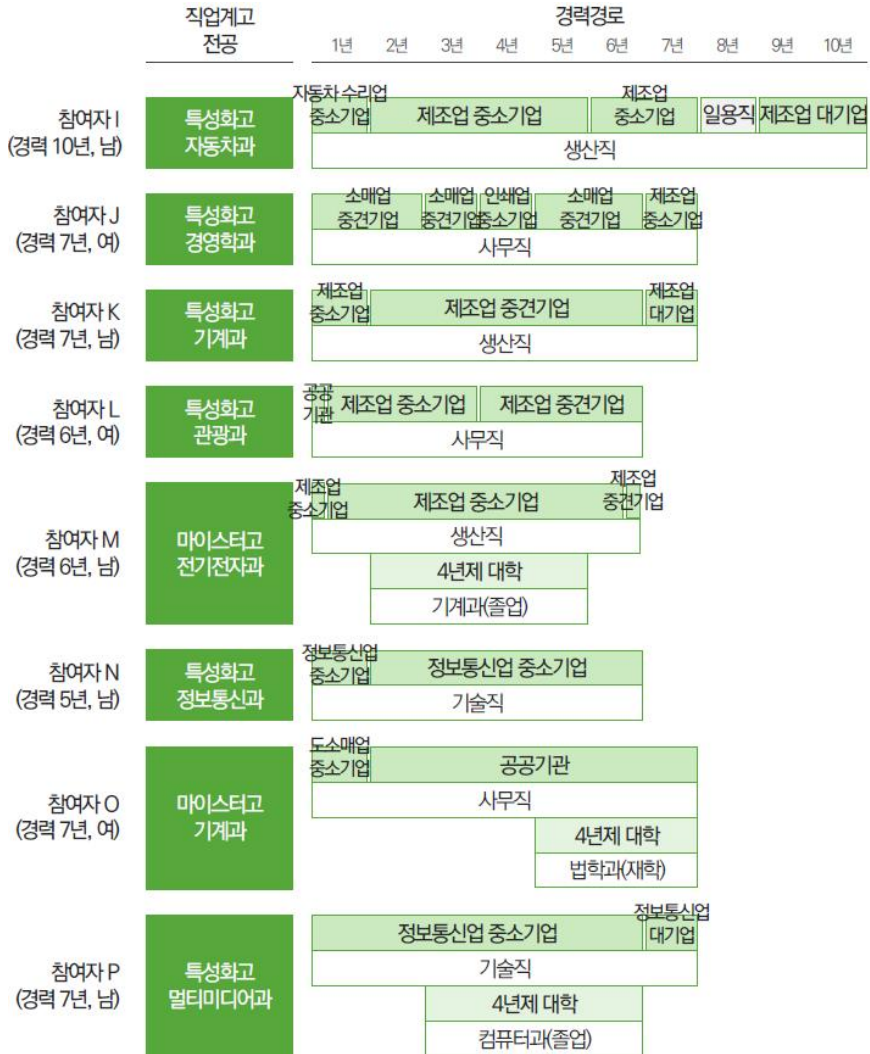 직업계고
전공
경력경로
1년 2년 3년 4년 5년 6년 7년 8년 9년 10년
참여자 I
(경력 10년, 남)
특성화고
자동차과
자동차 수리업
중소기업
제조업 중소기업
제조업
중소기업
일용직
제조업 대기업
생산직
참여자 J
(경력 7년, 여)
특성화고
경영학과
소매업
중견기업
소매업
중견기업
인쇄업
중소기업
소매업
중견기업
제조업
중소기업
사무직
참여자 K
(경력 7년, 남)
특성화고
기계과
제조업
중소기업
제조업 중견기업
제조업
대기업
생산직
참여자 L
(경력 6년, 여)
특성화고
관광과
공공
기관
제조업 중소기업
제조업 중견기업
사무직
참여자 M
(경력 6년, 남)
마이스터고
전기전자과
제조업
중소기업
제조업 중소기업
제조업
중견기업
생산직
4년제 대학
기계과(졸업)
참여자 N
(경력 5년, 남)
특성화고
정보통신과
정보통신업
중소기업
정보통신업 중소기업
기술직
참여자 O
(경력 7년, 여)
마이스터고
기계과
도소매업
중소기업
공공기관
사무직
4년제 대학
법학과(재학)
참여자 P
(경력 7년, 남)
특성화고
멀티미디어과
정보통신업 중소기업
정보통신업
대기업
기술직
4년제 대학
컴퓨터과(졸업)